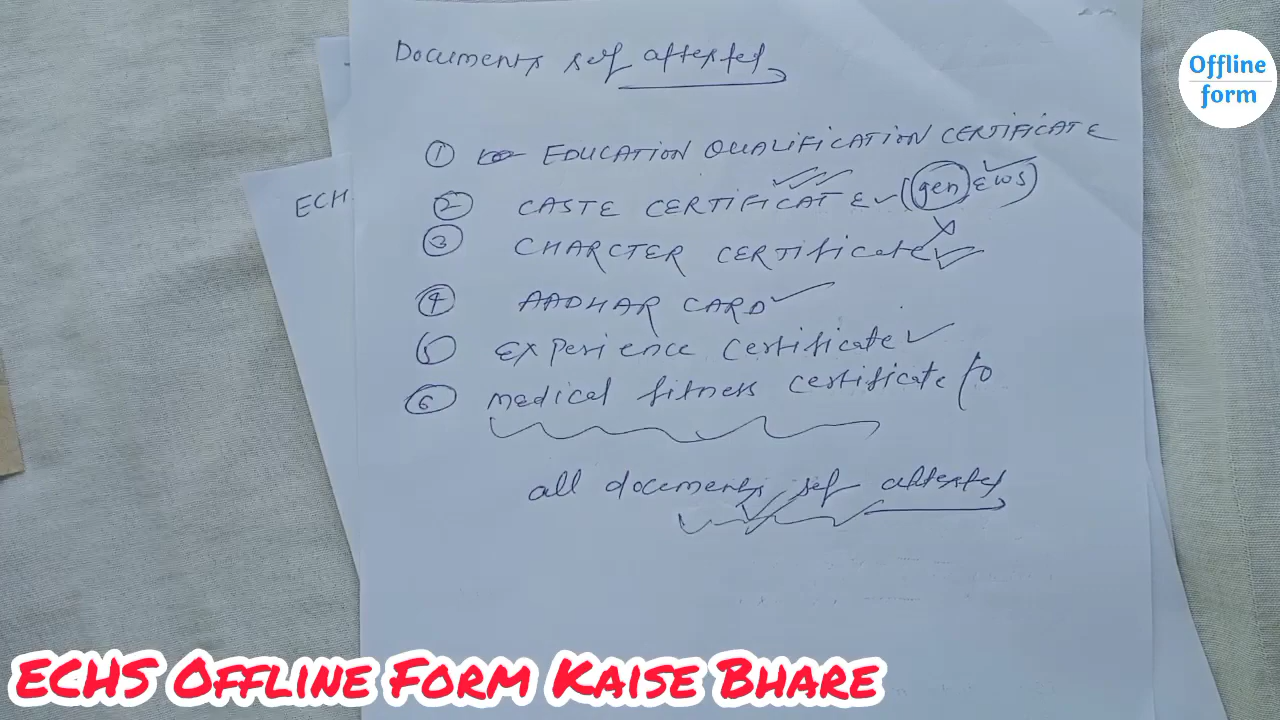 Offline
form
Documents self attested
① EDUCATION QUALIFICATION CERTIFICATE
② CASTE CERTIFICATE (gen) EWS)
③ CHARCTER CERTIFICATE
④ AADHAR CARD
⑤ Experience Certificate
⑥ medical fitness certificate
all docements self attested
ECH
ECHS OFFLINE FORM KAISE BHARE